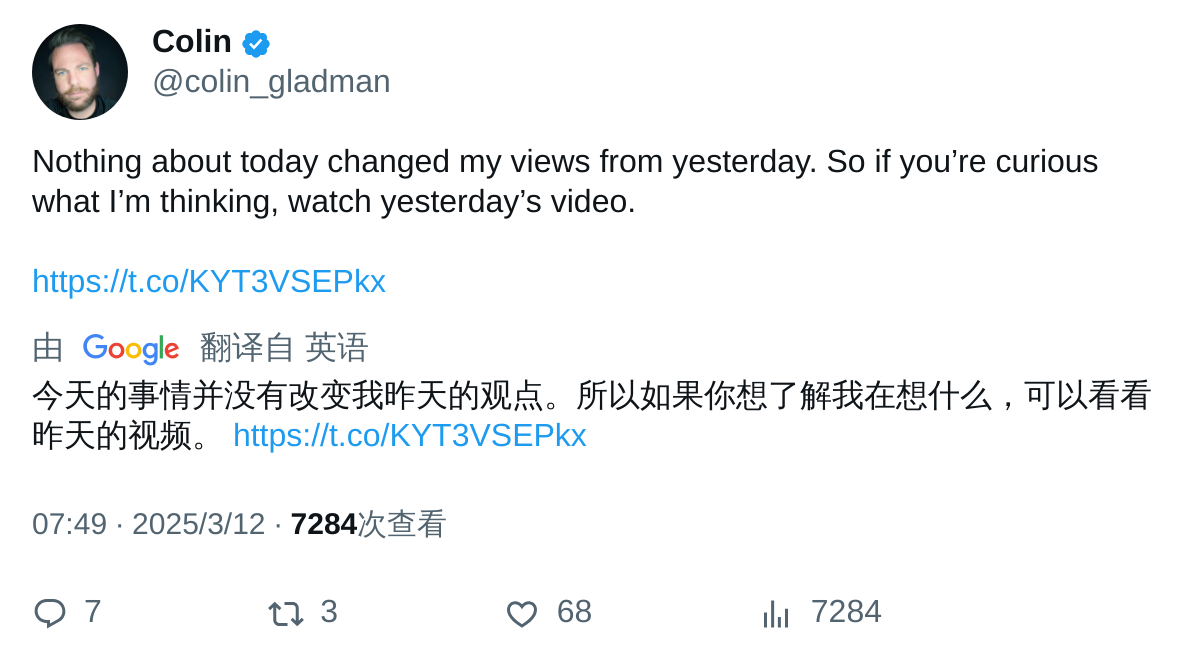 Colin
@colin_gladman
Nothing about today changed my views from yesterday. So if you’re curious
what I’m thinking, watch yesterday’s video.
https://t.co/KYT3VSEPkx
由 Google 翻译自 英语
今天的事情并没有改变我昨天的观点。所以如果你想了解我在想什么，可以看看
昨天的视频。 https://t.co/KYT3VSEPkx
07:49 · 2025/3/12 · 7284次查看
7 3 68 7284